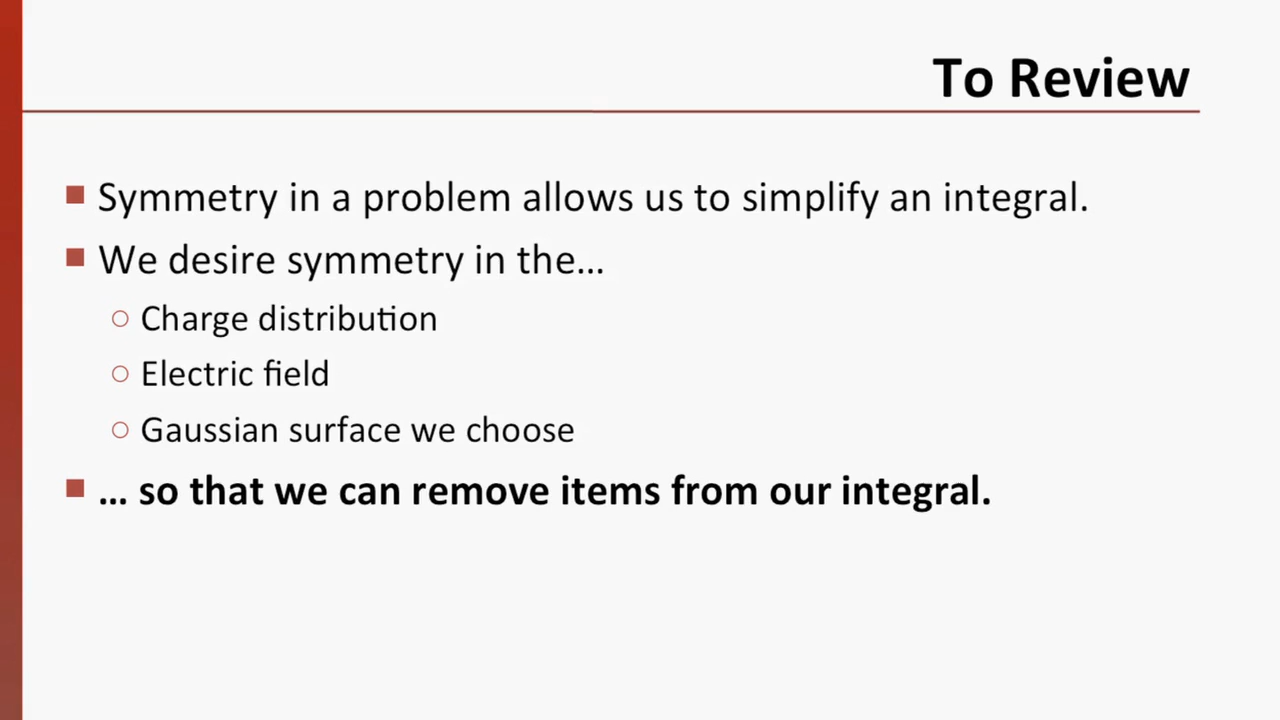 To Review
Symmetry in a problem allows us to simplify an integral.
We desire symmetry in the…
Charge distribution
Electric field
Gaussian surface we choose
… so that we can remove items from our integral.